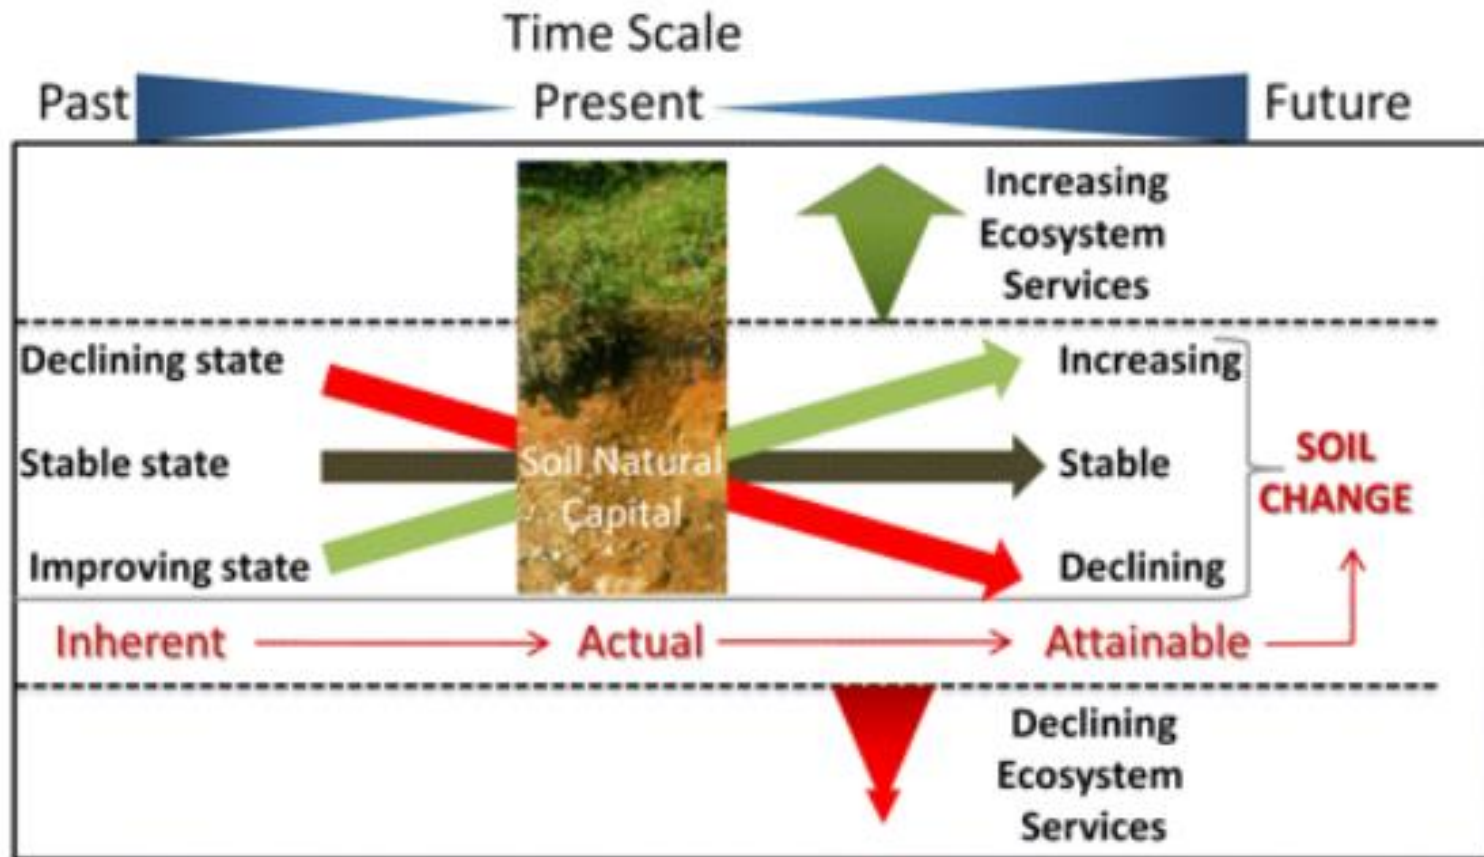 Time Scale
Past Present Future
Increasing
Ecosystem
Services
Declining state
Increasing
Stable state
Soil Natural
Capital
Stable
SOIL
CHANGE
Improving state
Declining
Inherent Actual Attainable
Declining
Ecosystem
Services